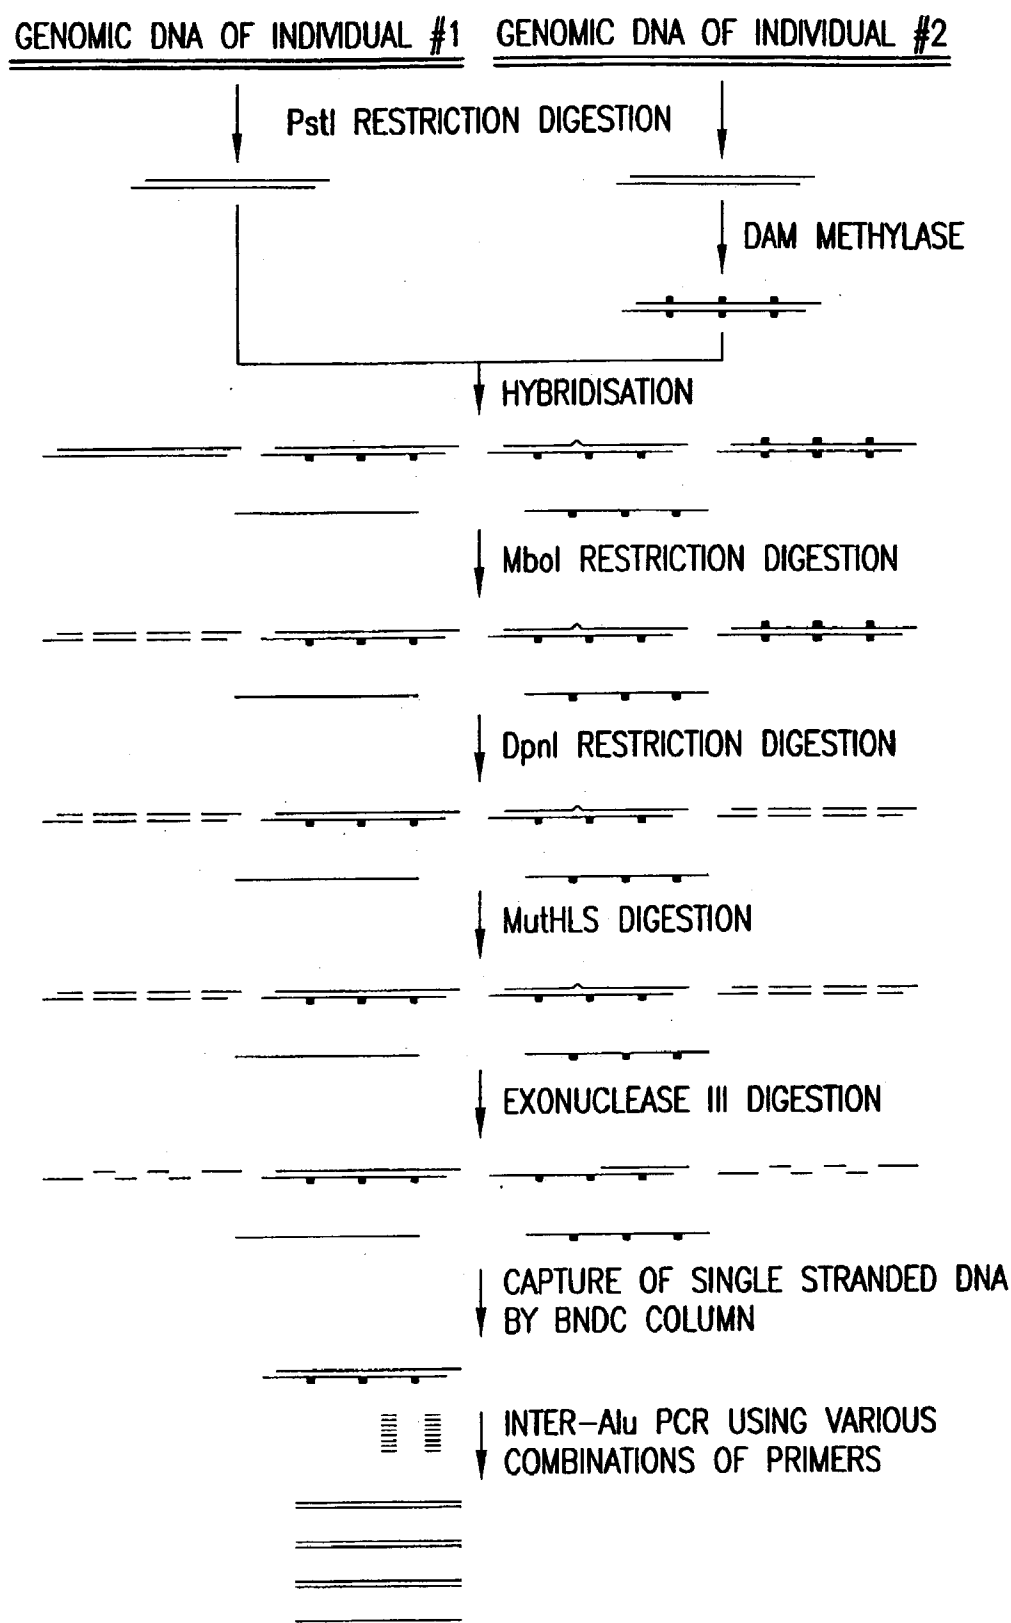 GENOMIC DNA OF INDIVIDUAL #1
GENOMIC DNA OF INDIVIDUAL #2
PstI RESTRICTION DIGESTION
DAM METHYLASE
HYBRIDISATION
MboI RESTRICTION DIGESTION
DpnI RESTRICTION DIGESTION
MutHLS DIGESTION
EXONUCLEASE III DIGESTION
CAPTURE OF SINGLE STRANDED DNA
BY BNDC COLUMN
INTER-Alu PCR USING VARIOUS
COMBINATIONS OF PRIMERS